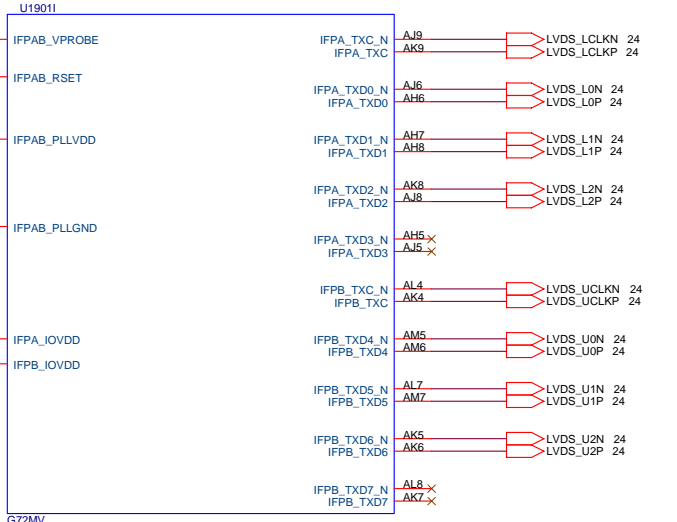 U1901I
IFPAB_VPROBE IFPA_TXC_N AJ9 LVDS_LCLKN 24
IFPA_TXC AK9 LVDS_LCLKP 24
IFPAB_RSET IFPA_TXD0_N AJ6 LVDS_L0N 24
IFPA_TXD0 AH6 LVDS_L0P 24
IFPAB_PLLVDD IFPA_TXD1_N AH7 LVDS_L1N 24
IFPA_TXD1 AH8 LVDS_L1P 24
IFPA_TXD2_N AK8 LVDS_L2N 24
IFPA_TXD2 AJ8 LVDS_L2P 24
IFPAB_PLLGND
IFPA_TXD3_N AH5
IFPA_TXD3 AJ5
IFPB_TXC_N AL4 LVDS_UCLKN 24
IFPB_TXC AK4 LVDS_UCLKP 24
IFPA_IOVDD IFPB_TXD4_N AM5 LVDS_U0N 24
IFPB_TXD4 AM6 LVDS_U0P 24
IFPB_IOVDD
IFPB_TXD5_N AL7 LVDS_U1N 24
IFPB_TXD5 AM7 LVDS_U1P 24
IFPB_TXD6_N AK5 LVDS_U2N 24
IFPB_TXD6 AK6 LVDS_U2P 24
IFPB_TXD7_N AL8
IFPB_TXD7 AK7
G72MV